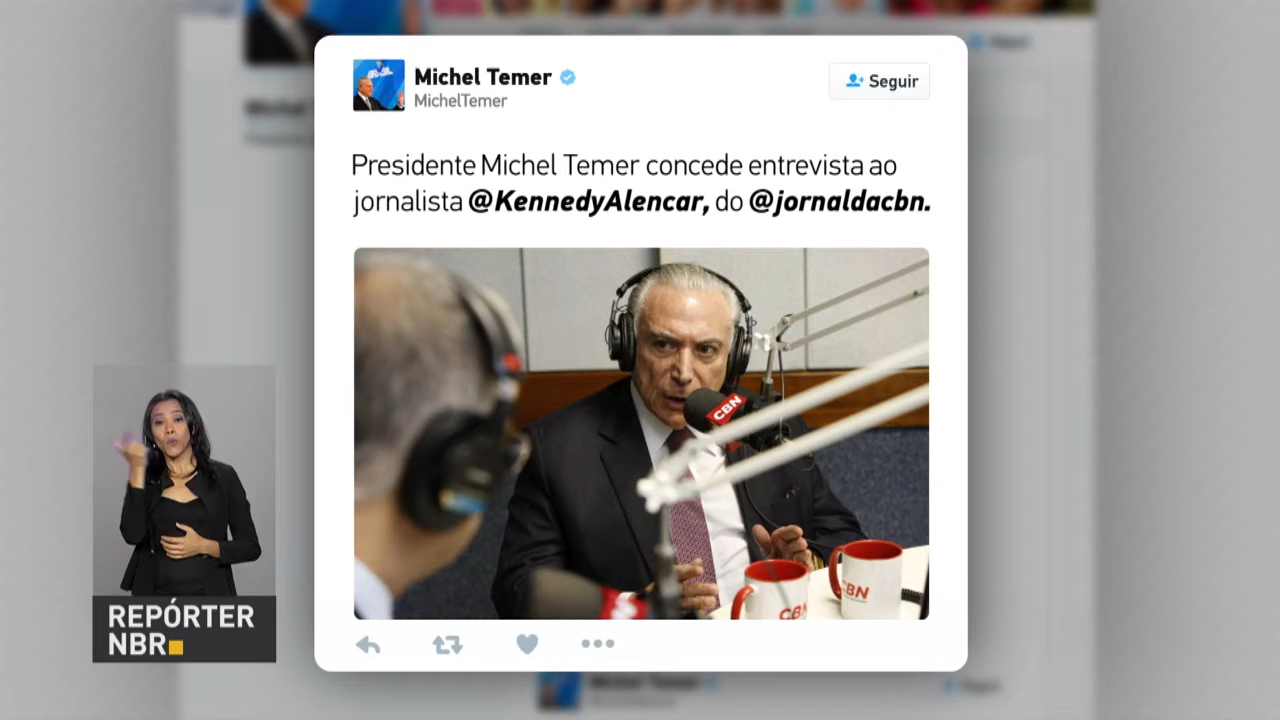 Michel Temer
MichelTemer
Seguir
Presidente Michel Temer concede entrevista ao
jornalista @KennedyAlencar, do @jornaldacbn.
CBN
CBN
CBN
REPÓRTER
NBR